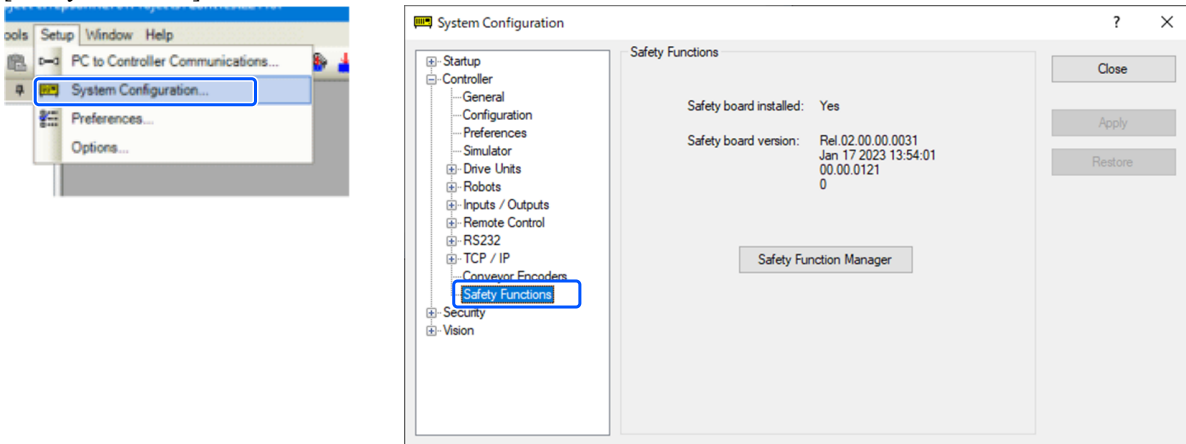 ools Setup Window Help
PC to Controller Communications...
System Configuration...
Preferences...
Options...
System Configuration
? 
Startup
Controller
General
Configuration
Preferences
Simulator
Drive Units
Robots
Inputs / Outputs
Remote Control
RS232
TCP / IP
Conveyor Encoders
Safety Functions
Security
Vision
Safety Functions
Safety board installed: Yes
Safety board version: Rel.02.00.00.0031
Jan 17 2023 13:54:01
00.00.0121
0
Safety Function Manager
Close
Apply
Restore